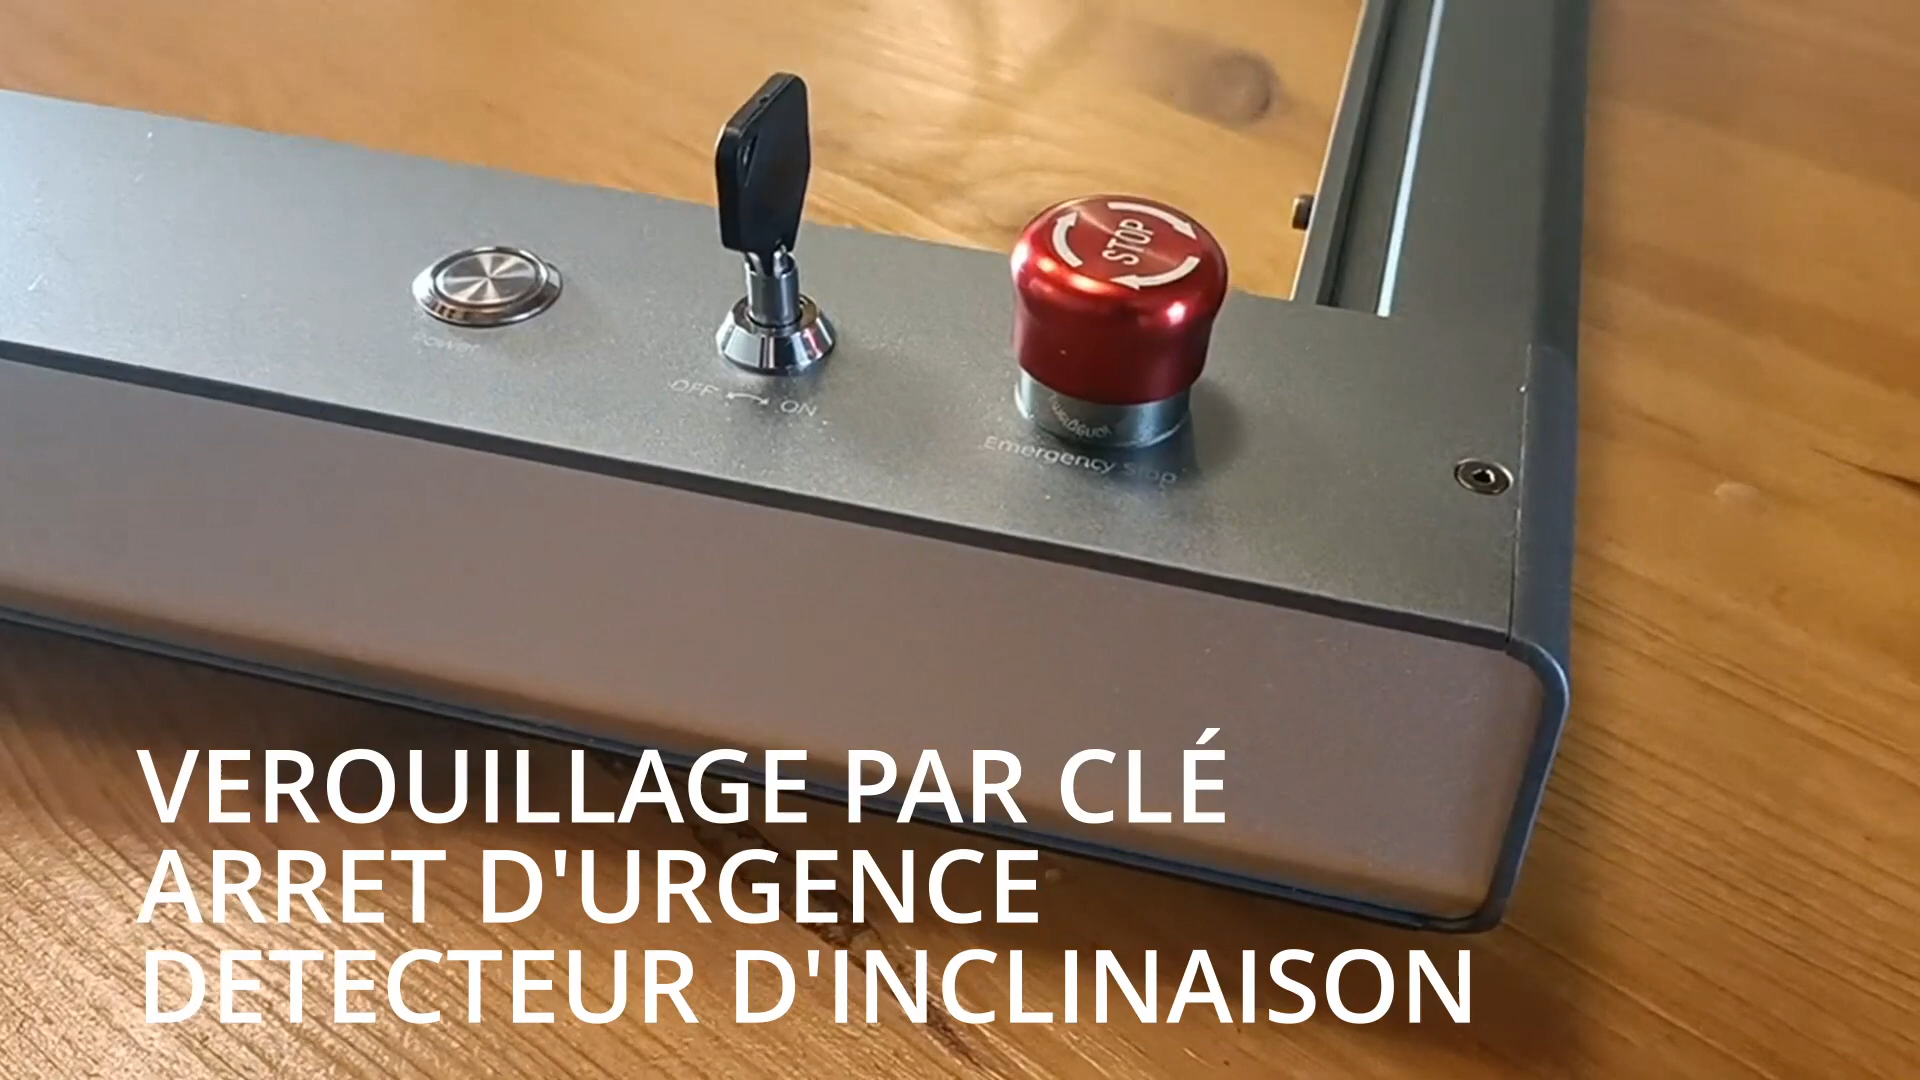 STOP
Power
OFF ON
Emergency Stop
VEROUILLAGE PAR CLÉ
ARRET D'URGENCE
DETECTEUR D'INCLINAISON